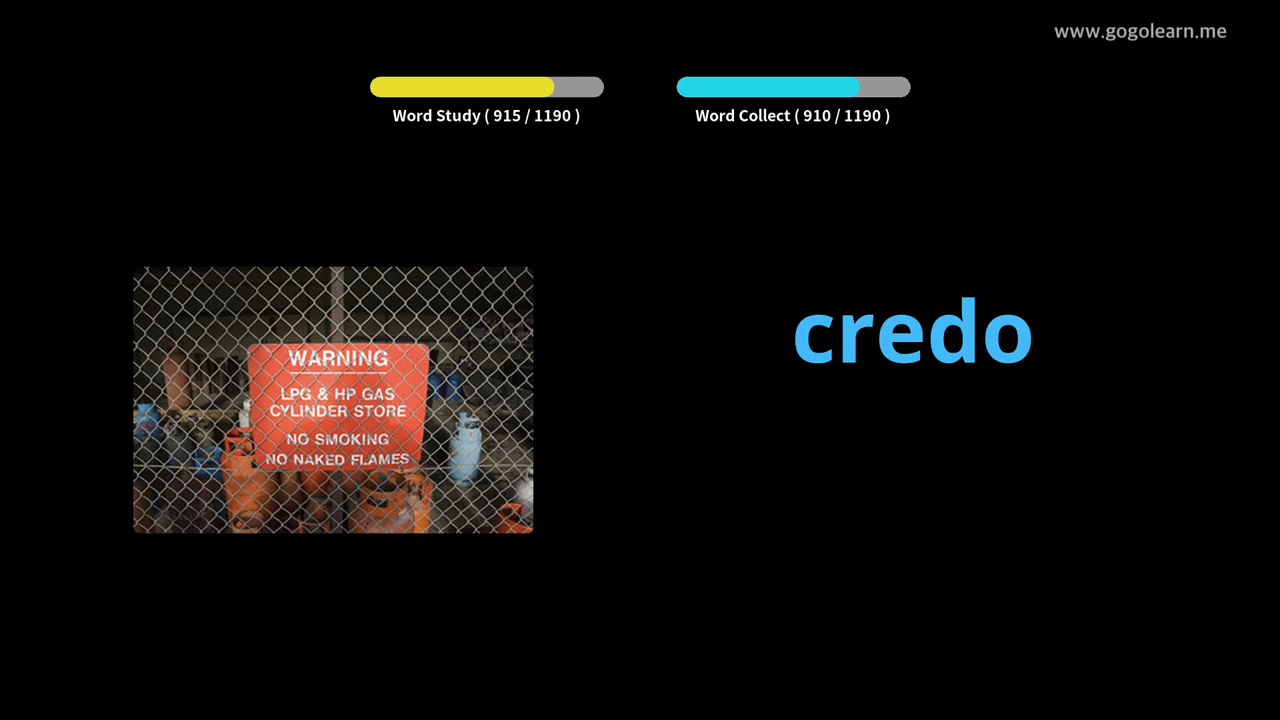 www.gogolearn.me
Word Study ( 915 / 1190 )
Word Collect ( 910 / 1190 )
WARNING
LPG & HP GAS
CYLINDER STORE
NO SMOKING
NO NAKED FLAMES
credo